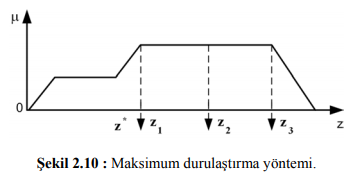 μ
0
z* z1 z2 z3 z
Şekil 2.10 : Maksimum durulaştırma yöntemi.